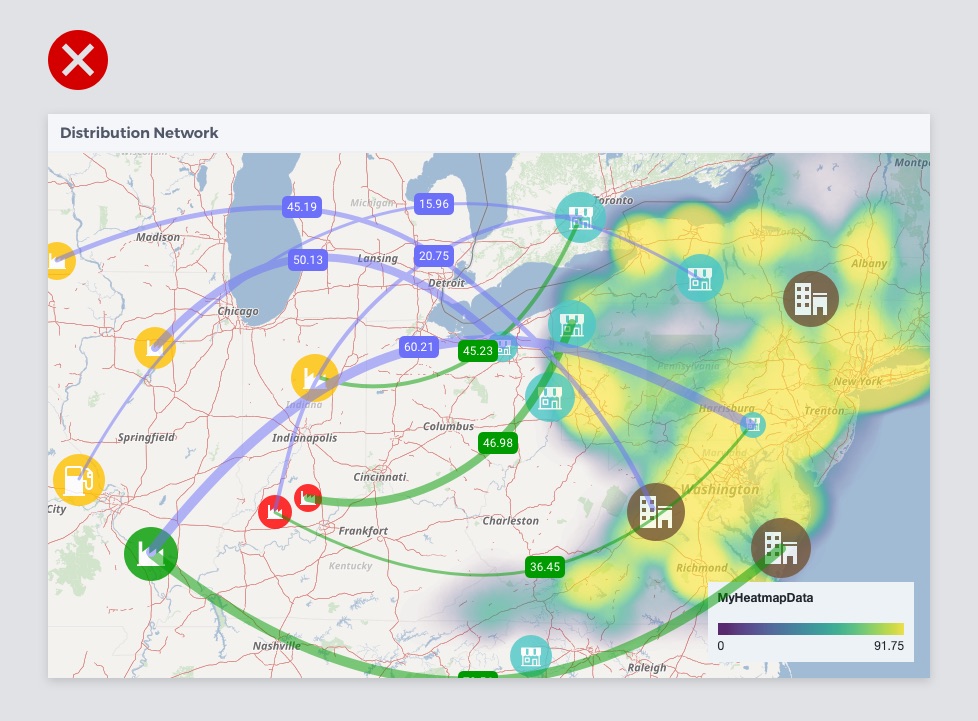 Distribution Network
Montp
Michigan
15.96
Toronto
45.19
Madison
20.75
50.13
Lansing
Albany
Detroit
Chicago
60.21
45.23
Pennsylvania
New York
Indiana
Harrisburg
Trenton
Columbus
Springfield
Indianapolis
46.98
Maryland
Cincinnati
Washington
City
Charleston
Frankfort
36.45
Kentucky
Richmond
MyHeatmapData
Nashville
0
91.75
Raleigh